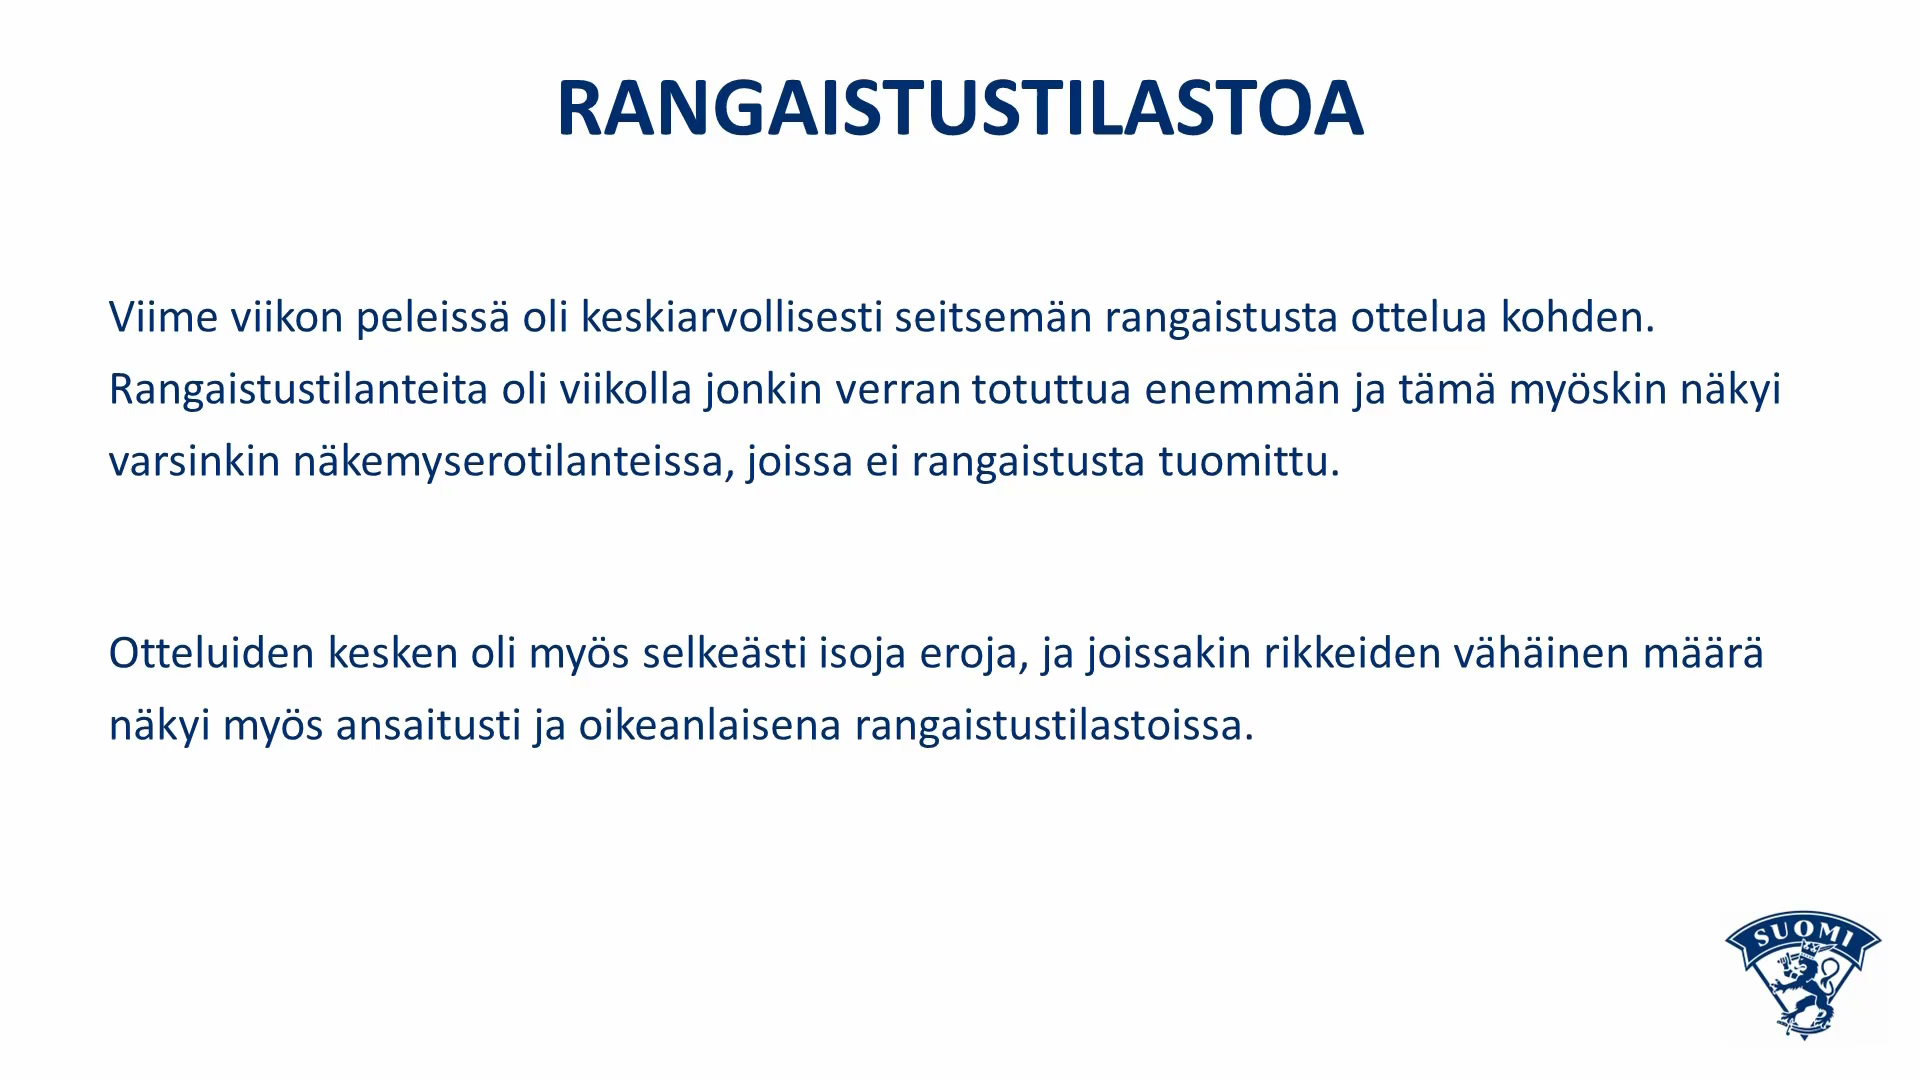 RANGAISTUSTILASTOA
Viime viikon peleissä oli keskiarvollisesti seitsemän rangaistusta ottelua kohden.
Rangaistustilanteita oli viikolla jonkin verran totuttua enemmän ja tämä myöskin näkyi
varsinkin näkemyserotilanteissa, joissa ei rangaistusta tuomittu.
Otteluiden kesken oli myös selkeästi isoja eroja, ja joissakin rikkeiden vähäinen määrä
näkyi myös ansaitusti ja oikeanlaisena rangaistustilastoissa.
SUOMI